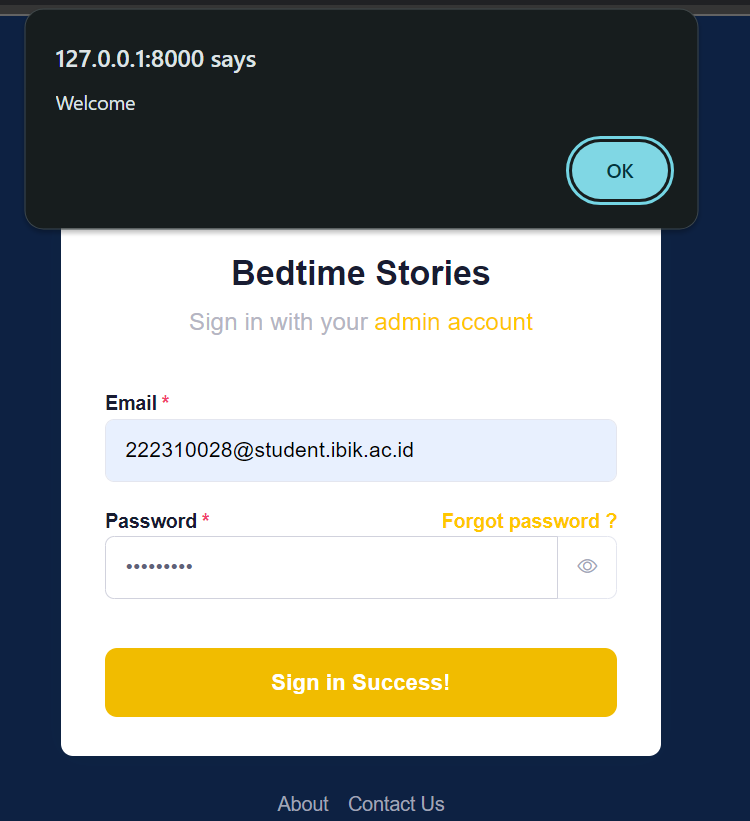 127.0.0.1:8000 says
Welcome
OK
Bedtime Stories
Sign in with your admin account
Email *
222310028@student.ibik.ac.id
Password * Forgot password ?
•••••••••
Sign in Success!
About Contact Us